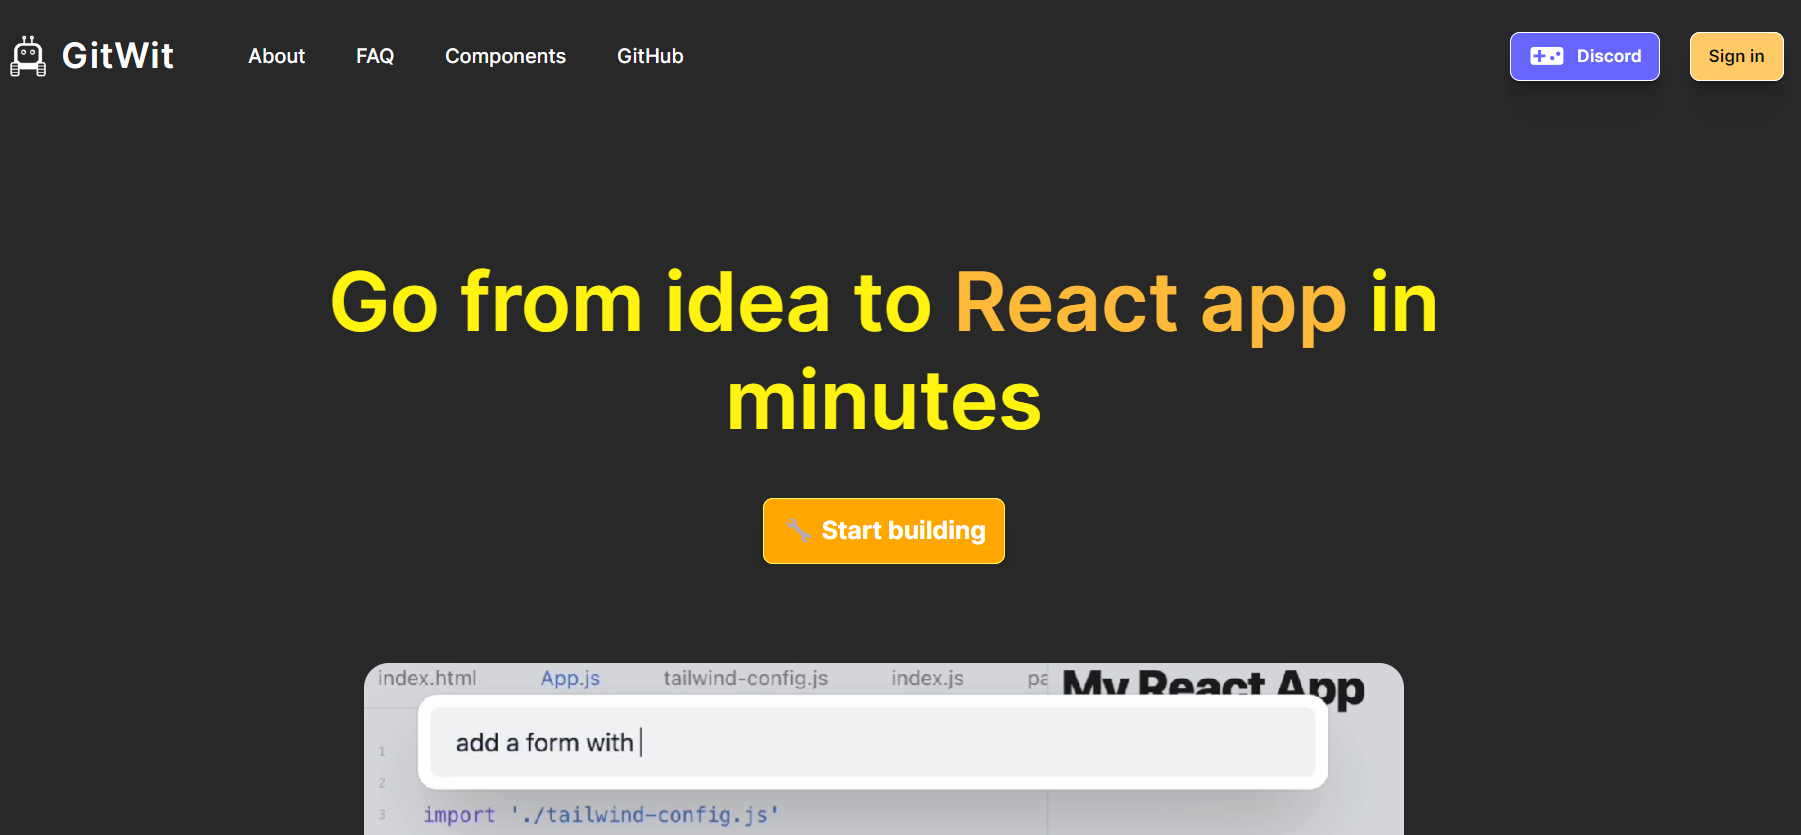 GitWit About FAQ Components GitHub Discord Sign in
Go from idea to React app in
minutes
Start building
index.html App.js tailwind-config.js index.js pa My React App
add a form with
1
2
3 import './tailwind-config.js'